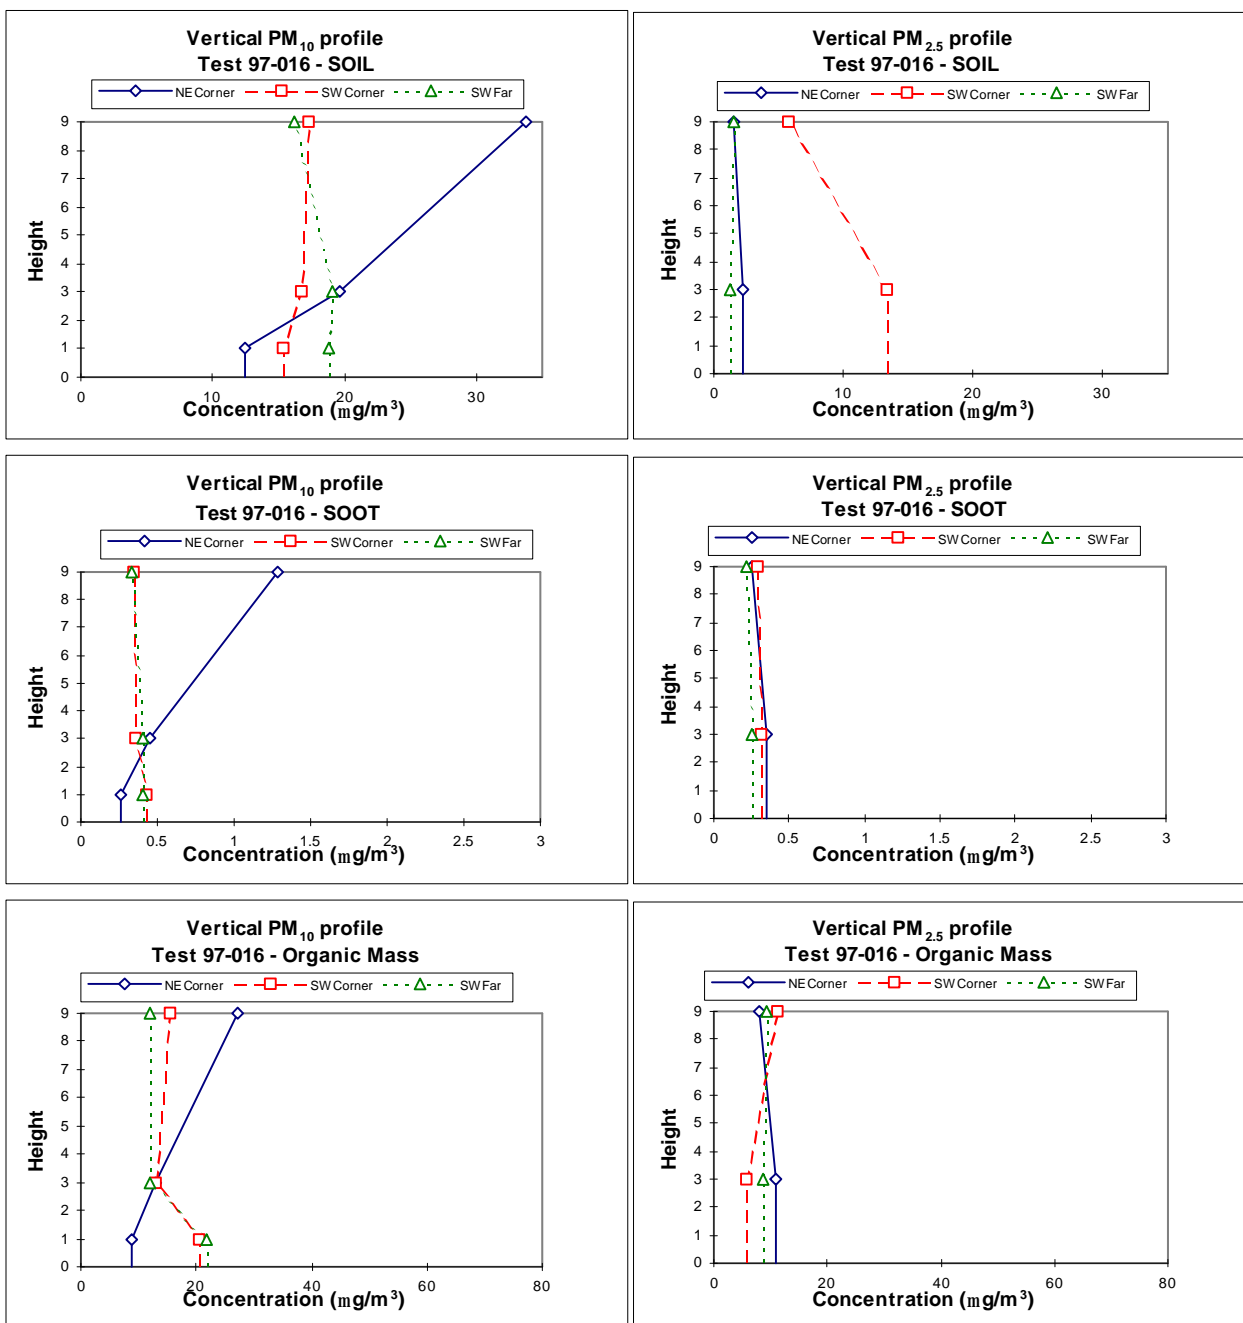 Vertical PM10 profile
Test 97-016 - SOIL
NE Corner SW Corner SW Far
9
8
7
6
5
4
3
2
1
0
Height
0 10 20 30
Concentration (mg/m3)
Vertical PM2.5 profile
Test 97-016 - SOIL
NE Corner SW Corner SW Far
9
8
7
6
5
4
3
2
1
0
Height
0 10 20 30
Concentration (mg/m3)
Vertical PM10 profile
Test 97-016 - SOOT
NE Corner SW Corner SW Far
9
8
7
6
5
4
3
2
1
0
Height
0 0.5 1 1.5 2 2.5 3
Concentration (mg/m3)
Vertical PM2.5 profile
Test 97-016 - SOOT
NE Corner SW Corner SW Far
9
8
7
6
5
4
3
2
1
0
Height
0 0.5 1 1.5 2 2.5 3
Concentration (mg/m3)
Vertical PM10 profile
Test 97-016 - Organic Mass
NE Corner SW Corner SW Far
9
8
7
6
5
4
3
2
1
0
Height
0 20 40 60 80
Concentration (mg/m3)
Vertical PM2.5 profile
Test 97-016 - Organic Mass
NE Corner SW Corner SW Far
9
8
7
6
5
4
3
2
1
0
Height
0 20 40 60 80
Concentration (mg/m3)